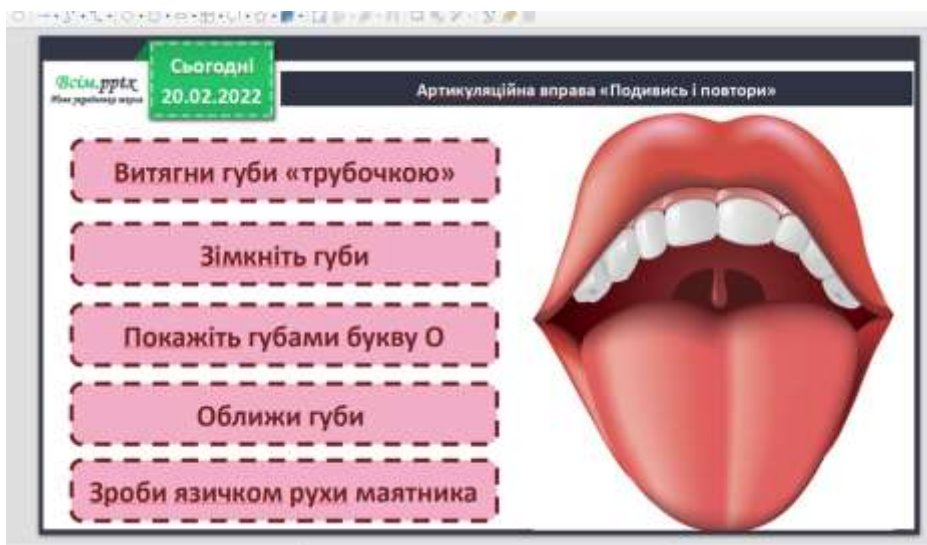 Сьогодні
20.02.2022
Всім.pptx
Артикуляційна вправа «Подивись і повтори»
Витягни губи «трубочкою»
Зімкніть губи
Покажіть губами букву О
Оближи губи
Зроби язичком рухи маятника